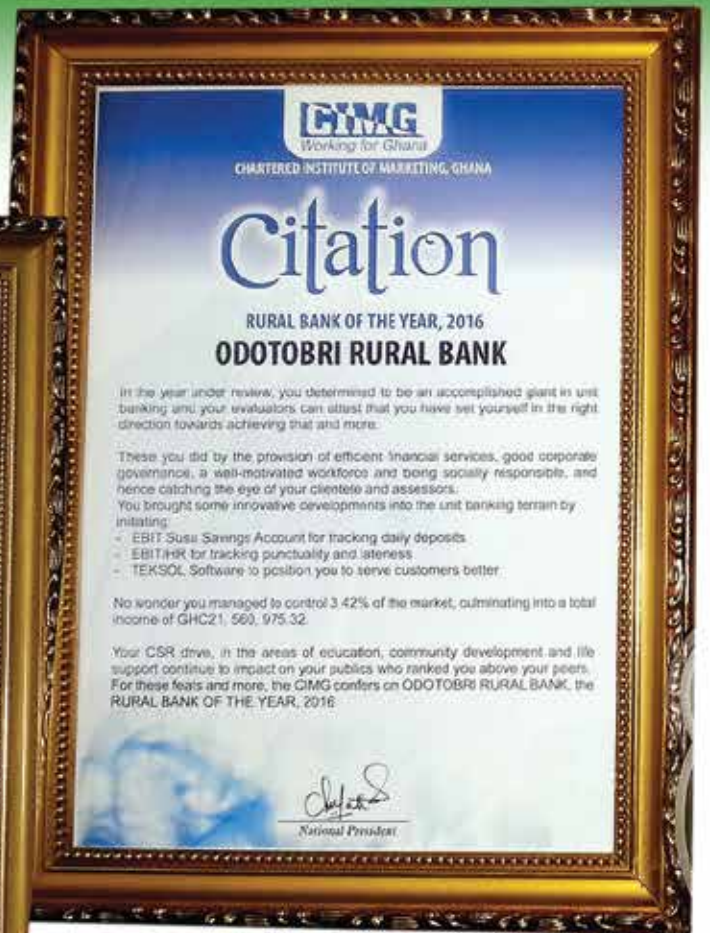 CIMG
Working for Ghana
CHARTERED INSTITUTE OF MARKETING, GHANA
Citation
RURAL BANK OF THE YEAR, 2016
ODOTOBRI RURAL BANK
In the year under review, you determined to be an accomplished giant in unit
banking and your evaluators can attest that you have set yourself in the right
direction towards achieving that and more.
These you did by the provision of efficient financial services, good corporate
governance, a well-motivated workforce and being socially responsible, and
hence catching the eye of your clientele and assessors.
You brought some innovative developments into the unit banking terrain by
initiating:
- EBIT Susu Savings Account for tracking daily deposits
- EBIT/HR for tracking punctuality and lateness
- TEKSOL Software to position you to serve customers better
No wonder you managed to control 3.42% of the market, culminating into a total
income of GHC21, 560, 975.32.
Your CSR drive, in the areas of education, community development and life
support continue to impact on your publics who ranked you above your peers.
For these feats and more, the CIMG confers on ODOTOBRI RURAL BANK, the
RURAL BANK OF THE YEAR, 2016
National President